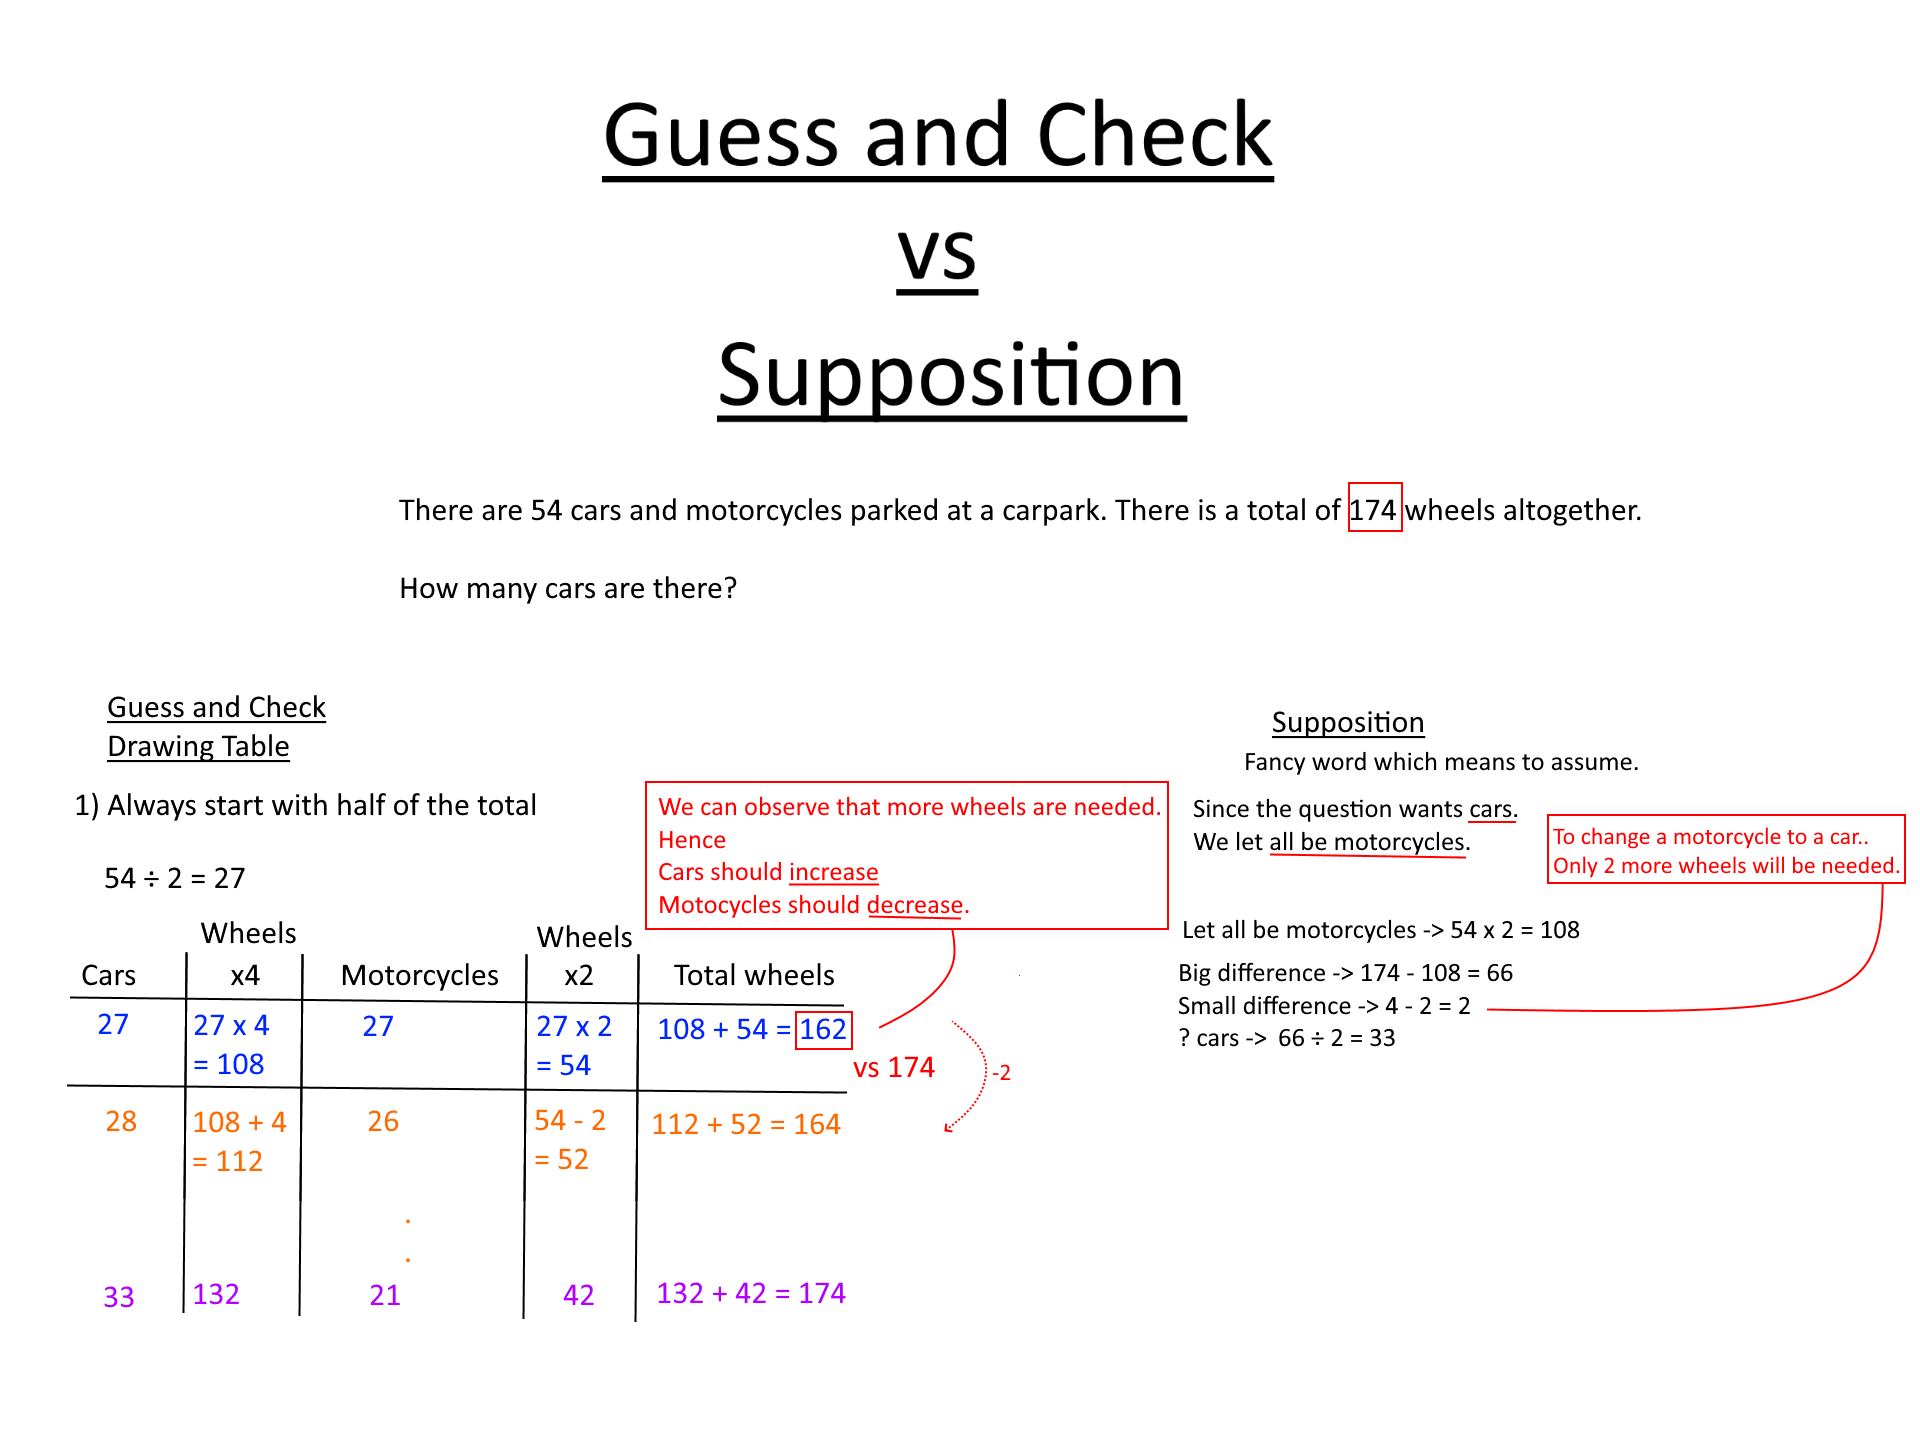 Guess and Check
vs
Supposition
There are 54 cars and motorcycles parked at a carpark. There is a total of 174 wheels altogether.
How many cars are there?
Guess and Check
Drawing Table
1) Always start with half of the total
54 ÷ 2 = 27
We can observe that more wheels are needed.
Hence
Cars should increase
Motocycles should decrease.
Wheels Wheels
Cars x4 Motorcycles x2 Total wheels
27 27 x 4 27 27 x 2 108 + 54 = 162
= 108 = 54 vs 174
-2
28 108 + 4 26 54 - 2 112 + 52 = 164
= 112 = 52
.
.
33 132 21 42 132 + 42 = 174
Supposition
Fancy word which means to assume.
Since the question wants cars.
We let all be motorcycles.
To change a motorcycle to a car..
Only 2 more wheels will be needed.
Let all be motorcycles -> 54 x 2 = 108
Big difference -> 174 - 108 = 66
Small difference -> 4 - 2 = 2
? cars -> 66 ÷ 2 = 33